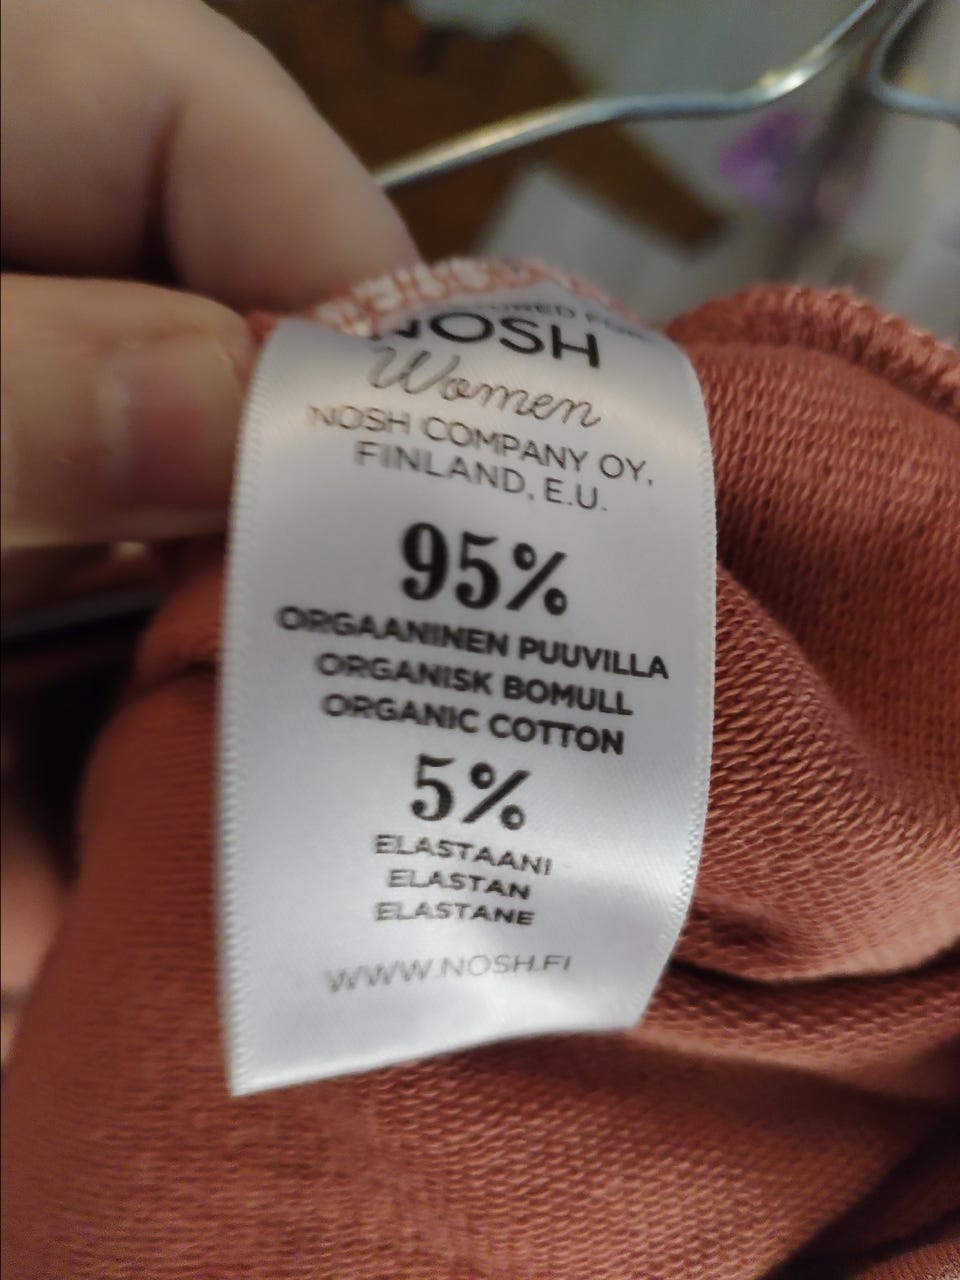 NOSH
Women
NOSH COMPANY OY,
FINLAND, E.U.
95%
ORGAANINEN PUUVILLA
ORGANISK BOMULL
ORGANIC COTTON
5%
ELASTAANI
ELASTAN
ELASTANE
WWW.NOSH.FI